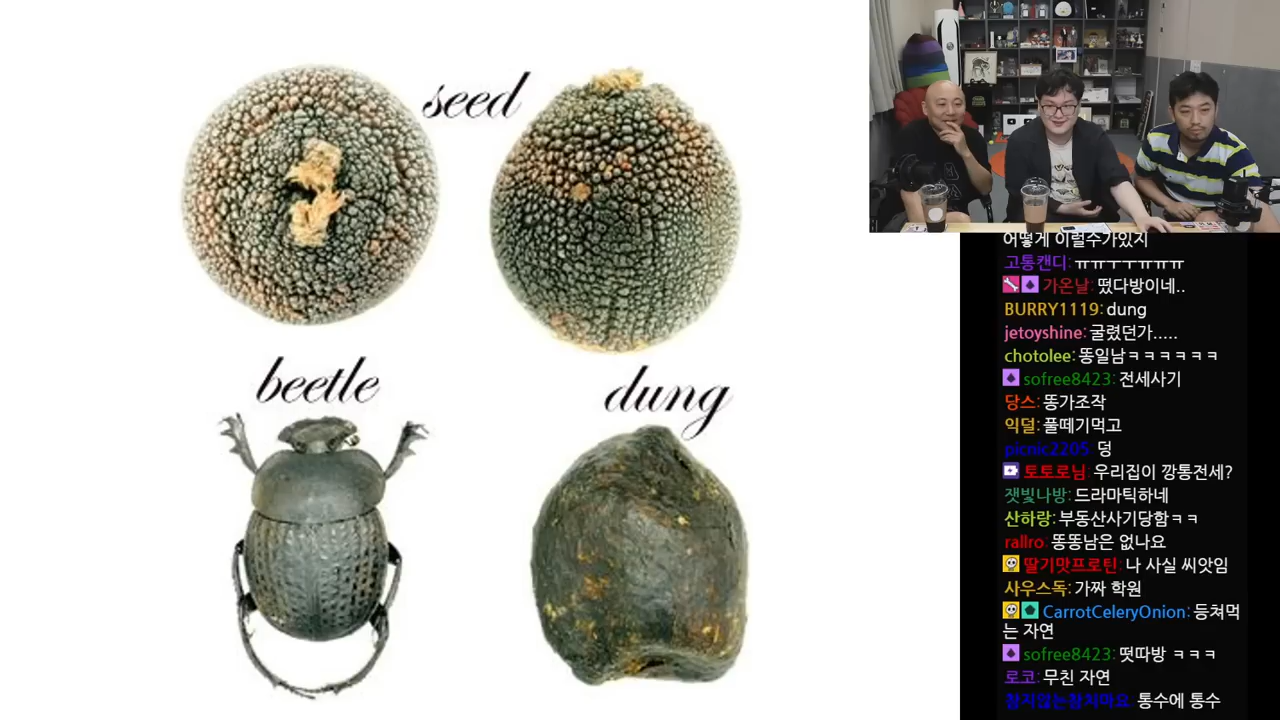 seed
beetle
dung
어떻게 이럴수가있지
고통캔디: ㅠㅠㅜㅜㅠㅠㅠ
가온날: 떴다방이네..
BURRY1119: dung
jetoyshine: 굴렸던가.....
chotolee: 똥일남ㅋㅋㅋㅋㅋㅋ
sofree8423: 전세사기
당스: 똥가조작
익덜: 풀떼기먹고
picnic2205: 덩
토토로님: 우리집이 깡통전세?
잿빛나방: 드라마틱하네
산하랑: 부동산사기당함ㅋㅋ
rallro: 똥똥남은 없나요
딸기맛프로틴: 나 사실 씨앗임
사우스독: 가짜 학원
CarrotCeleryOnion: 등쳐먹
는 자연
sofree8423: 떳따방 ㅋㅋㅋ
로코: 무친 자연
참지않는참치마요: 통수에 통수